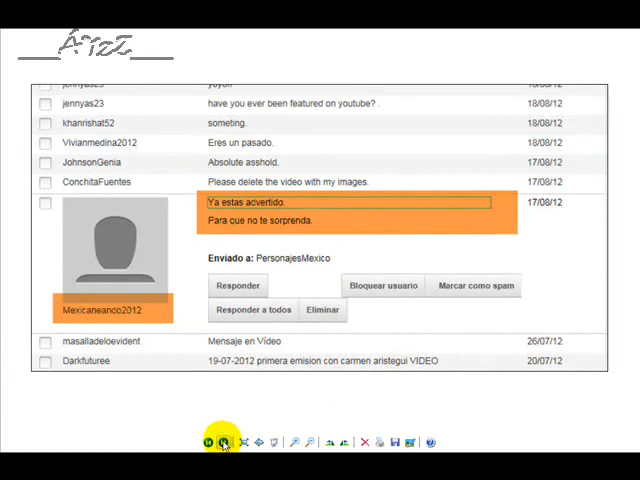 jennyas23 have you ever been featured on youtube? . 18/08/12
khanrishat52 someting. 18/08/12
Vivianmedina2012 Eres un pasado. 18/08/12
JohnsonGenia Absolute asshold. 17/08/12
ConchitaFuentes Please delete the video with my images. 17/08/12
Ya estas advertido. 17/08/12
Para que no te sorprenda.
Enviado a: PersonajesMexico
Responder Bloquear usuario Marcar como spam
Mexicaneanco2012 Responder a todos Eliminar
masalladeloevident Mensaje en Vídeo 26/07/12
Darkfuturee 19-07-2012 primera emision con carmen aristegui VIDEO 20/07/12